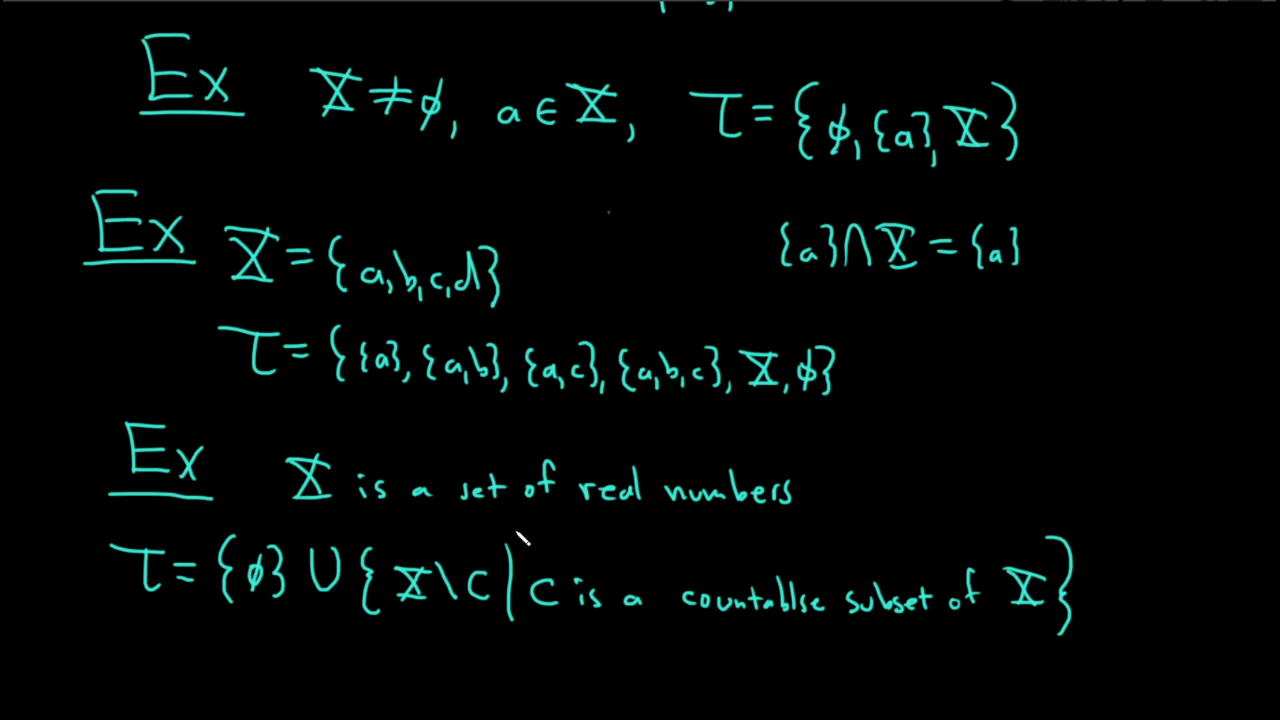 Ex X ≠ ϕ, a ∈ X, τ = {ϕ, {a}, X}
{a} ∩ X = {a}
Ex X = {a, b, c, d}
τ = {{a}, {a, b}, {a, c}, {a, b, c}, X, ϕ}
Ex X is a set of real numbers
τ = {ϕ} ∪ {X \ C | C is a countablse subset of X}